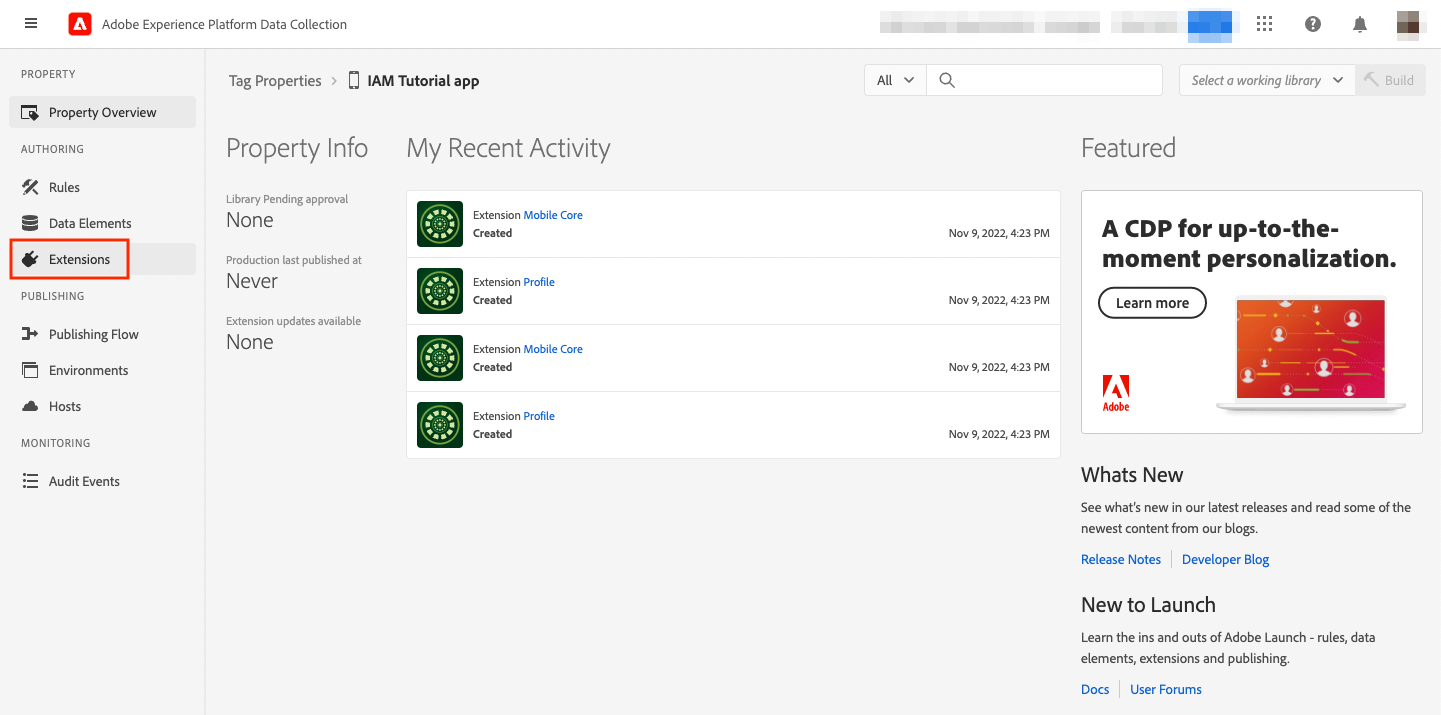 Adobe Experience Platform Data Collection
PROPERTY
Property Overview
AUTHORING
Rules
Data Elements
Extensions
PUBLISHING
Publishing Flow
Environments
Hosts
MONITORING
Audit Events
Tag Properties > IAM Tutorial app
All
Select a working library
Build
Property Info
Library Pending approval
None
Production last published at
Never
Extension updates available
None
My Recent Activity
Extension Mobile Core
Created
Nov 9, 2022, 4:23 PM
Extension Profile
Created
Nov 9, 2022, 4:23 PM
Extension Mobile Core
Created
Nov 9, 2022, 4:23 PM
Extension Profile
Created
Nov 9, 2022, 4:23 PM
Featured
A CDP for up-to-the-
moment personalization.
Learn more
Adobe
Whats New
See what's new in our latest releases and read some of the
newest content from our blogs.
Release Notes
Developer Blog
New to Launch
Learn the ins and outs of Adobe Launch - rules, data
elements, extensions and publishing.
Docs
User Forums